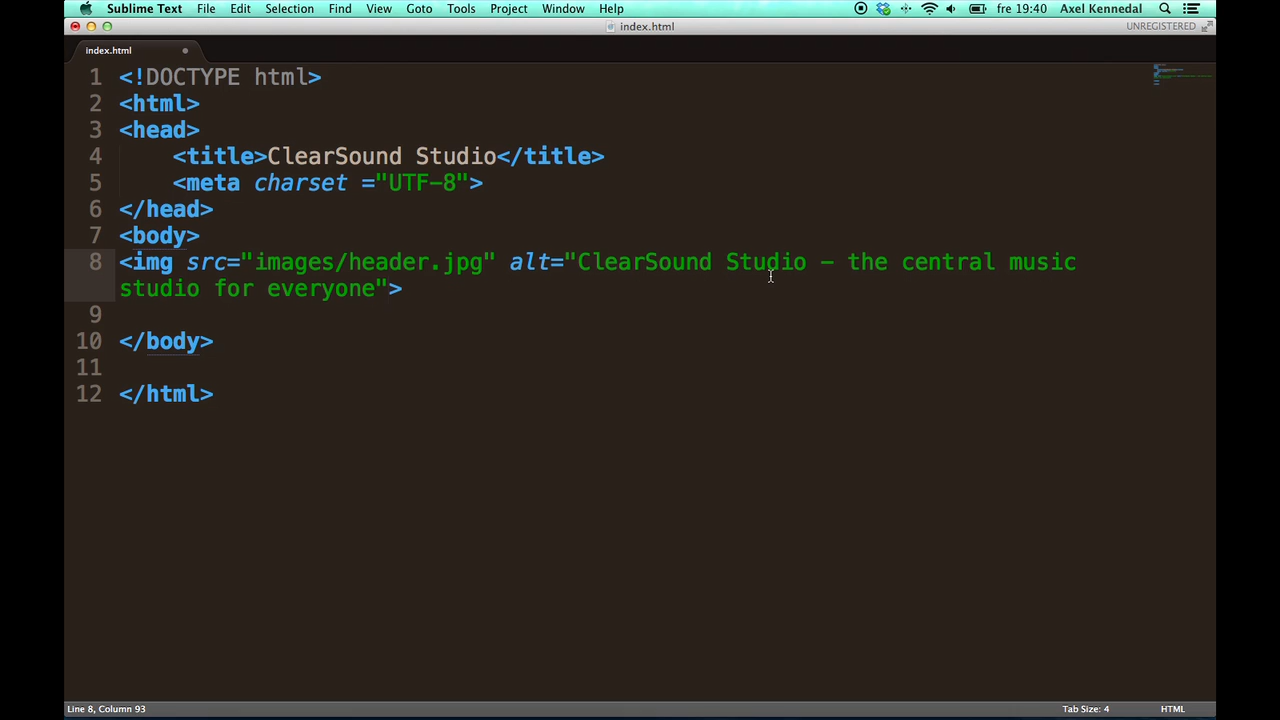 Sublime Text File Edit Selection Find View Goto Tools Project Window Help fre 19:40 Axel Kennedal
index.html UNREGISTERED
index.html
1 <!DOCTYPE html>
2 <html>
3 <head>
4 <title>ClearSound Studio</title>
5 <meta charset ="UTF-8">
6 </head>
7 <body>
8 <img src="images/header.jpg" alt="ClearSound Studio – the central music
studio for everyone">
9
10 </body>
11
12 </html>
Line 8, Column 93 Tab Size: 4 HTML